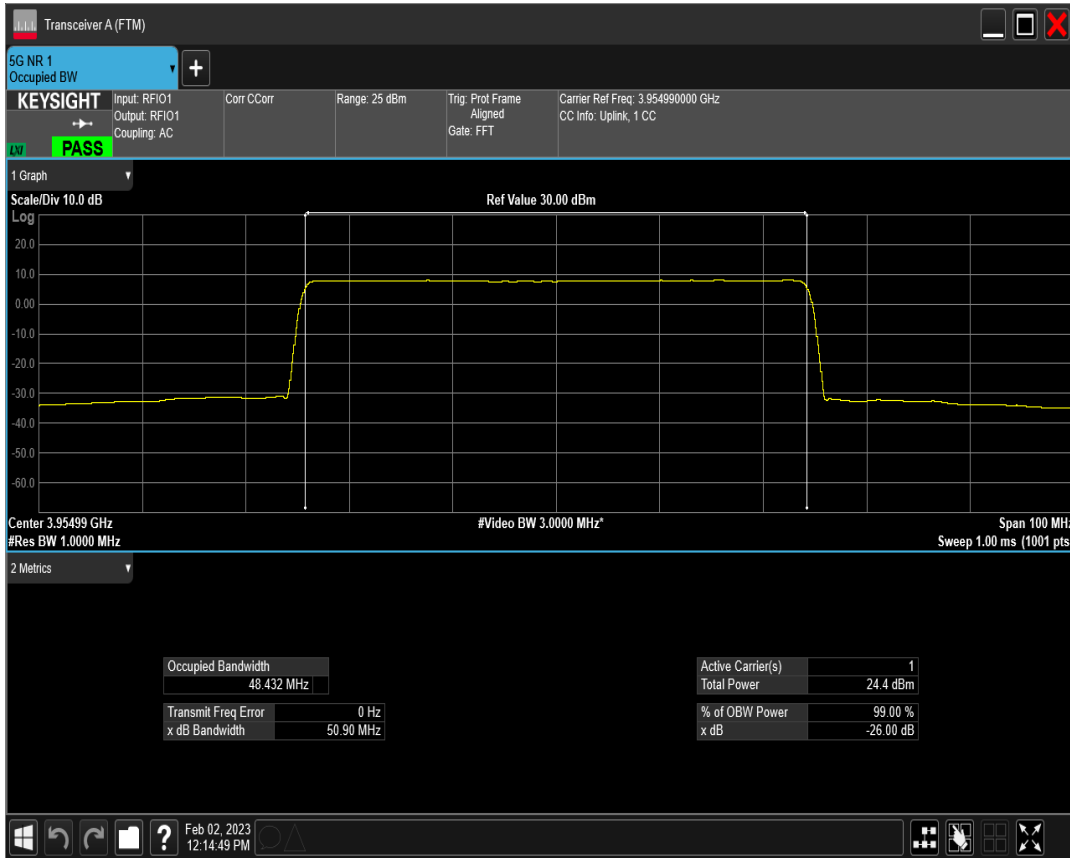 Transceiver A (FTM)
5G NR 1
Occupied BW
+
KEYSIGHT
LXI
PASS
Input: RFIO1
Output: RFIO1
Coupling: AC
Corr CCorr
Range: 25 dBm
Trig: Prot Frame
Aligned
Gate: FFT
Carrier Ref Freq: 3.954990000 GHz
CC Info: Uplink, 1 CC
1 Graph
Scale/Div 10.0 dB
Ref Value 30.00 dBm
Log
20.0
10.0
0.00
-10.0
-20.0
-30.0
-40.0
-50.0
-60.0
Center 3.95499 GHz
#Video BW 3.0000 MHz*
Span 100 MHz
#Res BW 1.0000 MHz
Sweep 1.00 ms (1001 pts
2 Metrics
Occupied Bandwidth
48.432 MHz
Transmit Freq Error 0 Hz
x dB Bandwidth 50.90 MHz
Active Carrier(s) 1
Total Power 24.4 dBm
% of OBW Power 99.00 %
x dB -26.00 dB
?
Feb 02, 2023
12:14:49 PM